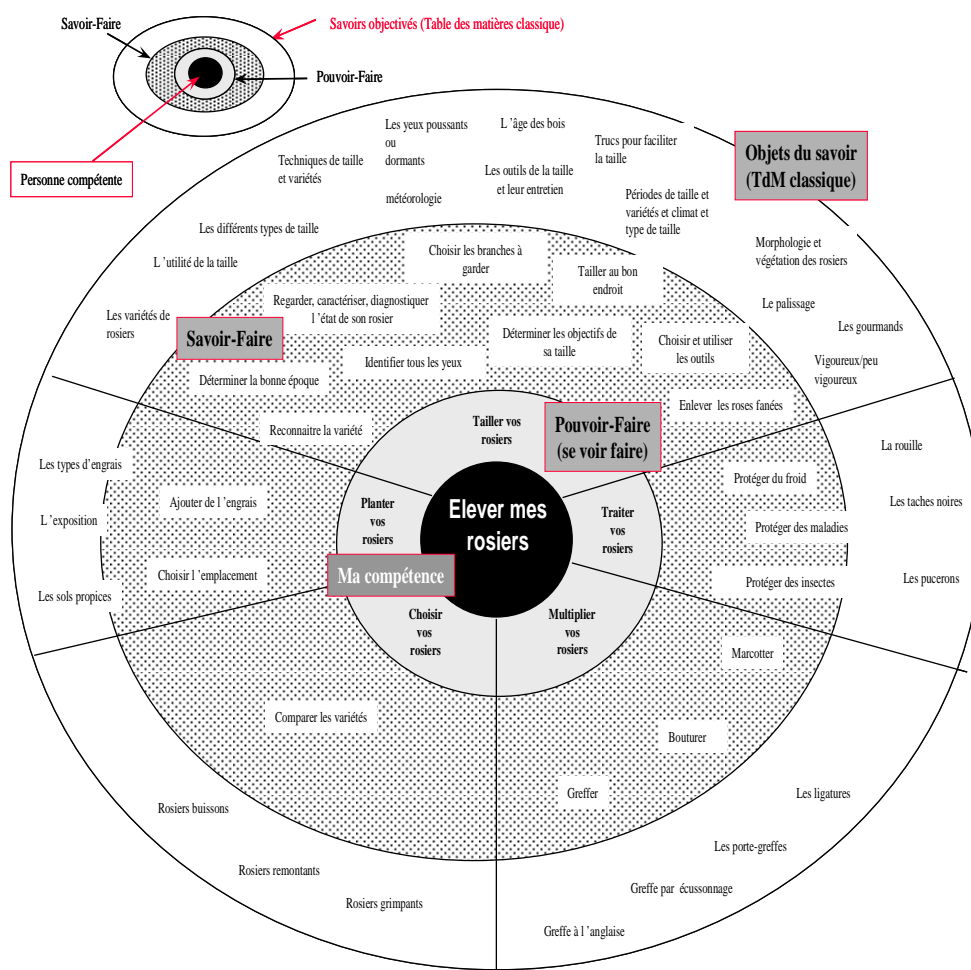 Savoir-Faire
Savoirs objectivés (Table des matières classique)
Pouvoir-Faire
Personne compétente
Les yeux poussants
ou
dormants
L 'âge des bois
Trucs pour faciliter
la taille
Objets du savoir
(TdM classique)
Techniques de taille
et variétés
Les outils de la taille
et leur entretien
météorologie
Périodes de taille et
variétés et climat et
type de taille
Les différents types de taille
Morphologie et
végétation des rosiers
L 'utilité de la taille
Choisir les branches à
garder
Tailler au bon
endroit
Regarder, caractériser, diagnostiquer
l 'état de son rosier
Le palissage
Les variétés de
rosiers
Les gourmands
Savoir-Faire
Déterminer les objectifs de
sa taille
Choisir et utiliser
les outils
Identifier tous les yeux
Vigoureux/peu
vigoureux
Déterminer la bonne époque
Enlever les roses fanées
Reconnaitre la variété
Tailler vos
rosiers
Pouvoir-Faire
(se voir faire)
La rouille
Les types d'engrais
Protéger du froid
Ajouter de l 'engrais
Planter
vos
rosiers
Elever mes
rosiers
Traiter
vos
rosiers
Les taches noires
L 'exposition
Protéger des maladies
Choisir l 'emplacement
Ma compétence
Protéger des insectes
Les pucerons
Les sols propices
Choisir
vos
rosiers
Multiplier
vos
rosiers
Marcotter
Comparer les variétés
Bouturer
Greffer
Les ligatures
Rosiers buissons
Les porte-greffes
Rosiers remontants
Greffe par écussonnage
Rosiers grimpants
Greffe à l 'anglaise